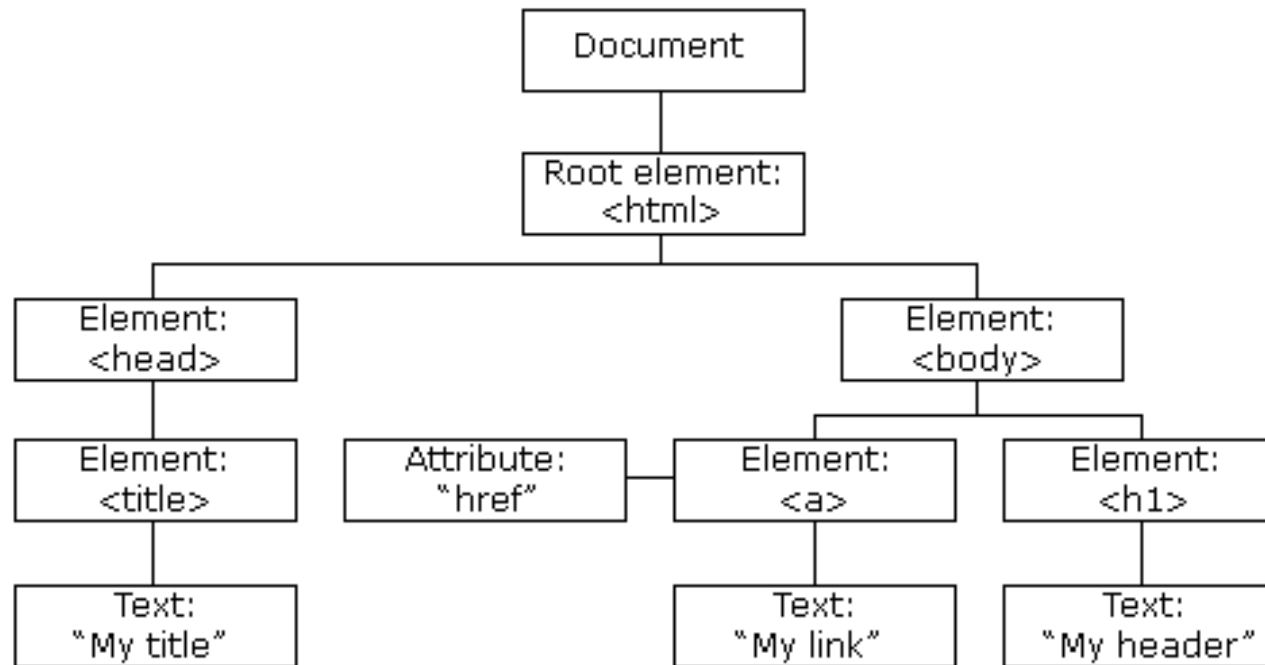 Document
Root element:
<html>
Element:
<head>
Element:
<body>
Element:
<title>
Attribute:
“href”
Element:
<a>
Element:
<h1>
Text:
“My title”
Text:
“My link”
Text:
“My header”